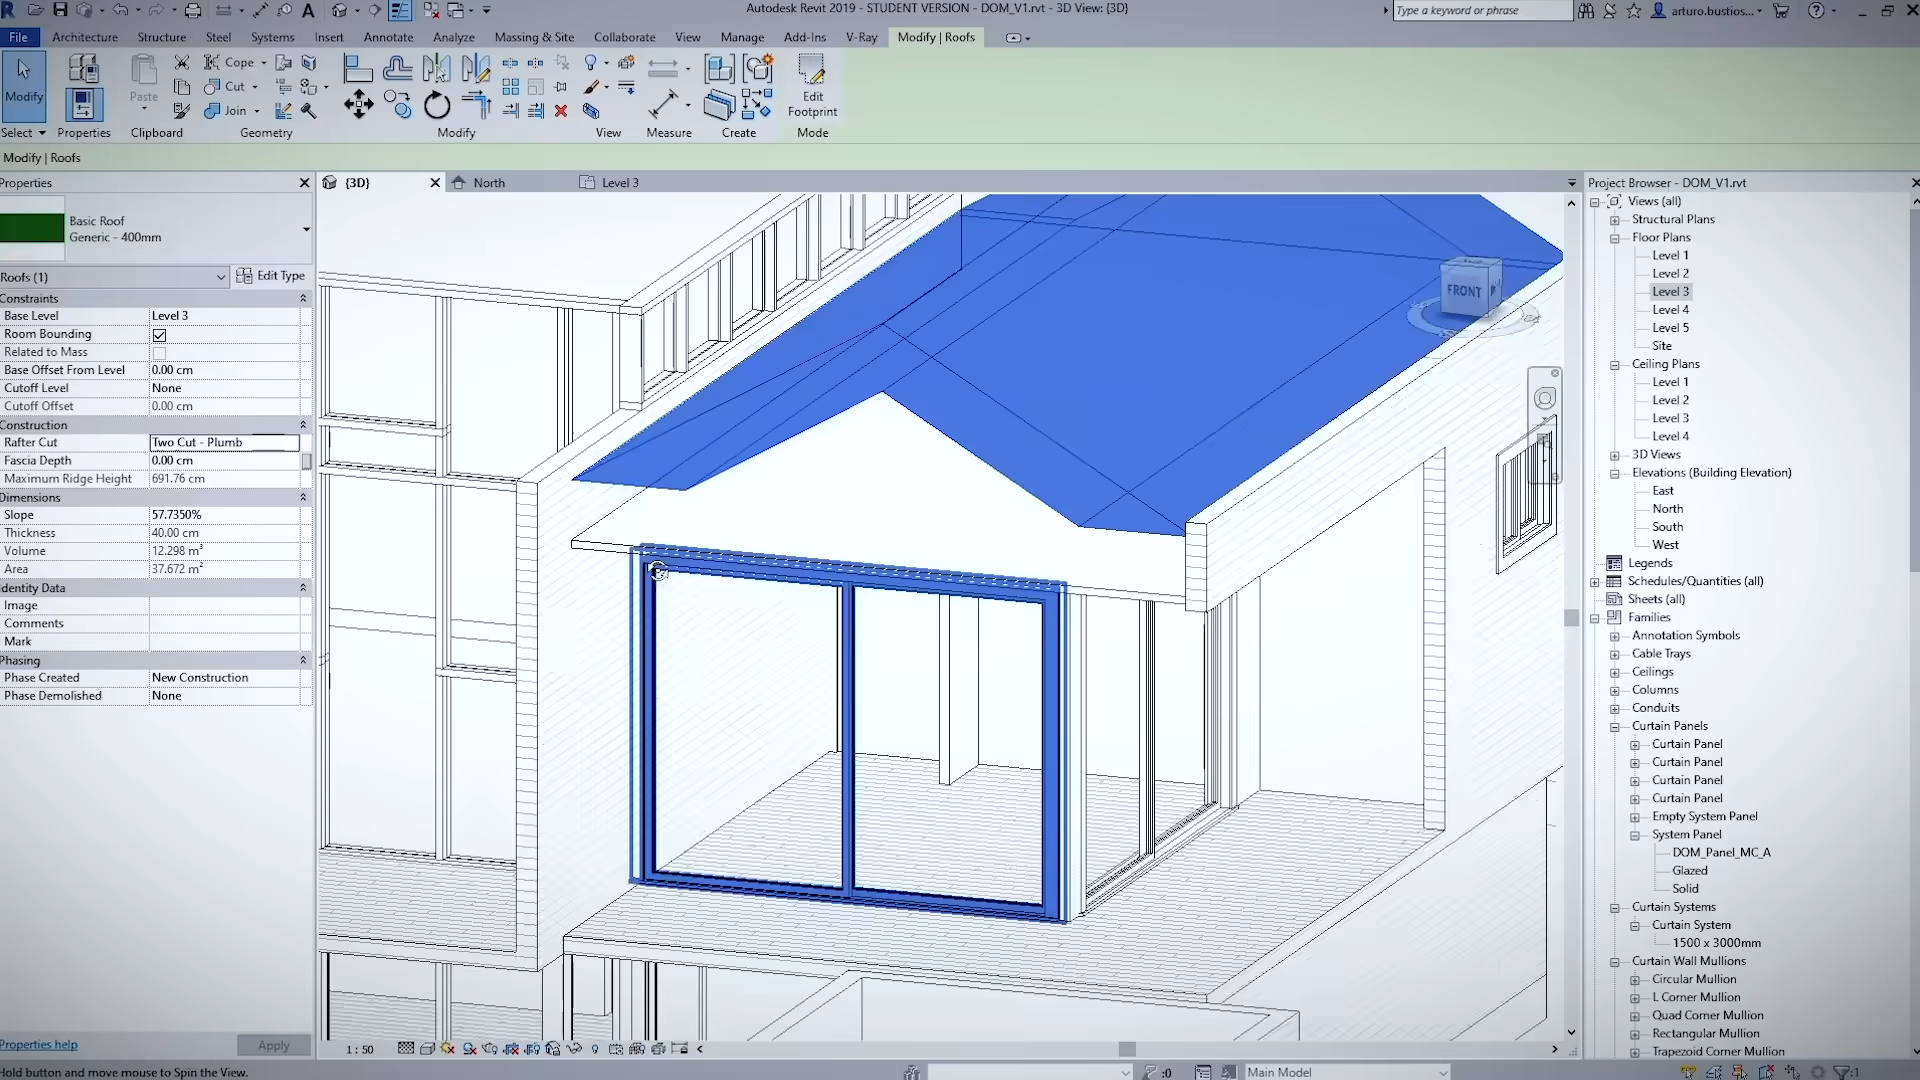 Autodesk Revit 2019 - STUDENT VERSION - DOM_V1.rvt - 3D View: {3D}
Type a keyword or phrase
arturo.bustios...
File Architecture Structure Steel Systems Insert Annotate Analyze Massing & Site Collaborate View Manage Add-Ins V-Ray Modify | Roofs
Modify
Paste
Cope
Cut
Join
Edit
Footprint
Select Properties Clipboard Geometry Modify View Measure Create Mode
Modify | Roofs
Properties
{3D}
North
Level 3
Project Browser - DOM_V1.rvt
Basic Roof
Generic - 400mm
Roofs (1)
Edit Type
Constraints
Base Level Level 3
Room Bounding
Related to Mass
Base Offset From Level 0.00 cm
Cutoff Level None
Cutoff Offset 0.00 cm
Construction
Rafter Cut Two Cut - Plumb
Fascia Depth 0.00 cm
Maximum Ridge Height 691.76 cm
Dimensions
Slope 57.7350%
Thickness 40.00 cm
Volume 12.298 m³
Area 37.672 m²
Identity Data
Image
Comments
Mark
Phasing
Phase Created New Construction
Phase Demolished None
Properties help
Apply
FRONT
Views (all)
Structural Plans
Floor Plans
Level 1
Level 2
Level 3
Level 4
Level 5
Site
Ceiling Plans
Level 1
Level 2
Level 3
Level 4
3D Views
Elevations (Building Elevation)
East
North
South
West
Legends
Schedules/Quantities (all)
Sheets (all)
Families
Annotation Symbols
Cable Trays
Ceilings
Columns
Conduits
Curtain Panels
Curtain Panel
Curtain Panel
Curtain Panel
Curtain Panel
Empty System Panel
System Panel
DOM_Panel_MC_A
Glazed
Solid
Curtain Systems
Curtain System
1500 x 3000mm
Curtain Wall Mullions
Circular Mullion
L Corner Mullion
Quad Corner Mullion
Rectangular Mullion
Trapezoid Corner Mullion
1 : 50
Hold button and move mouse to Spin the View.
:0
Main Model
:1